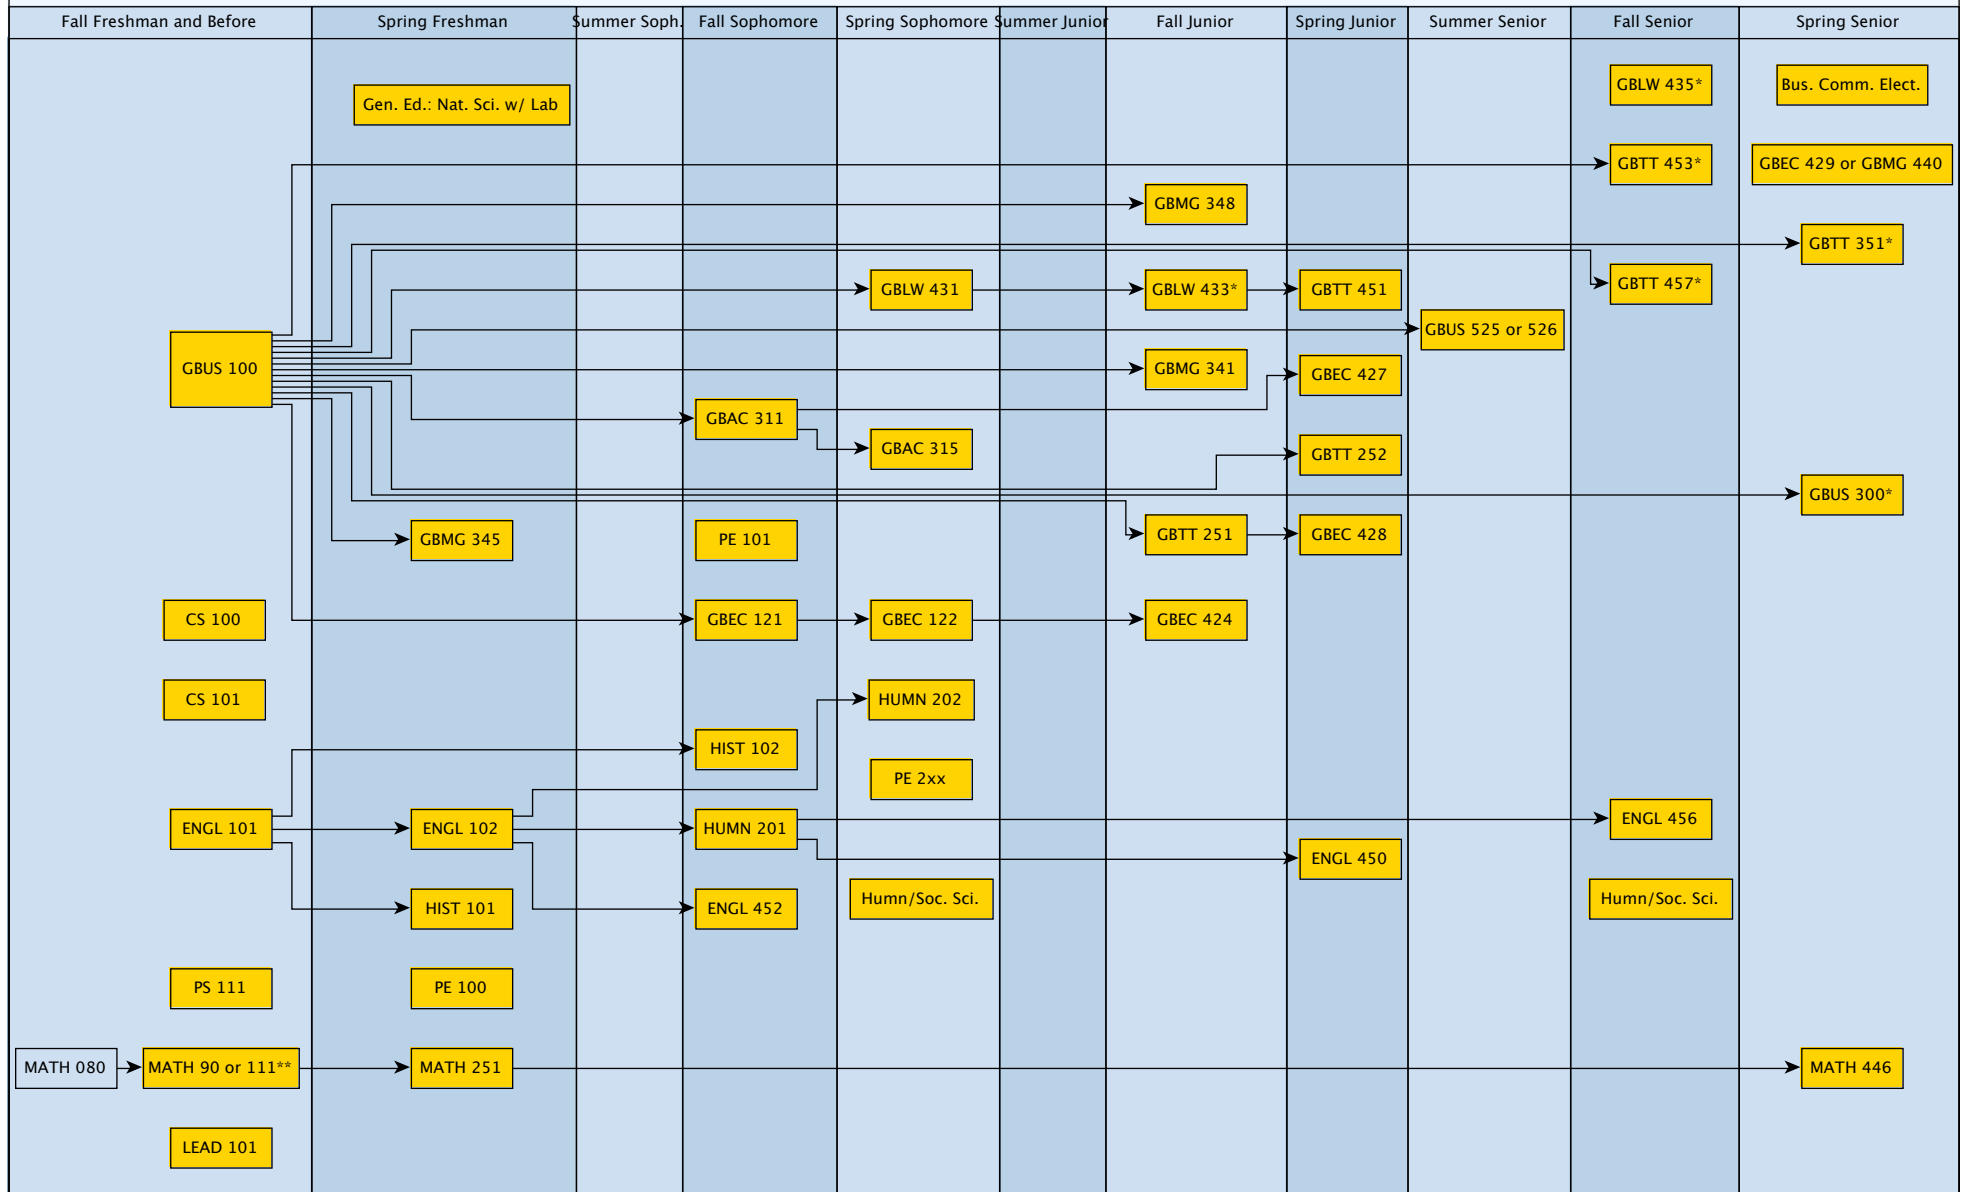 Fall Freshman and Before
Spring Freshman
Summer Soph.
Fall Sophomore
Spring Sophomore
Summer Junior
Fall Junior
Spring Junior
Summer Senior
Fall Senior
Spring Senior
GBLW 435*
Bus. Comm. Elect.
Gen. Ed.: Nat. Sci. w/ Lab
GBTT 453*
GBEC 429 or GBMG 440
GBMG 348
GBTT 351*
GBLW 431
GBLW 433*
GBTT 451
GBTT 457*
GBUS 525 or 526
GBUS 100
GBMG 341
GBEC 427
GBAC 311
GBAC 315
GBTT 252
GBUS 300*
GBMG 345
PE 101
GBTT 251
GBEC 428
CS 100
GBEC 121
GBEC 122
GBEC 424
CS 101
HUMN 202
HIST 102
PE 2xx
ENGL 101
ENGL 102
HUMN 201
ENGL 456
ENGL 450
HIST 101
ENGL 452
Humn/Soc. Sci.
Humn/Soc. Sci.
PS 111
PE 100
MATH 080
MATH 90 or 111**
MATH 251
MATH 446
LEAD 101